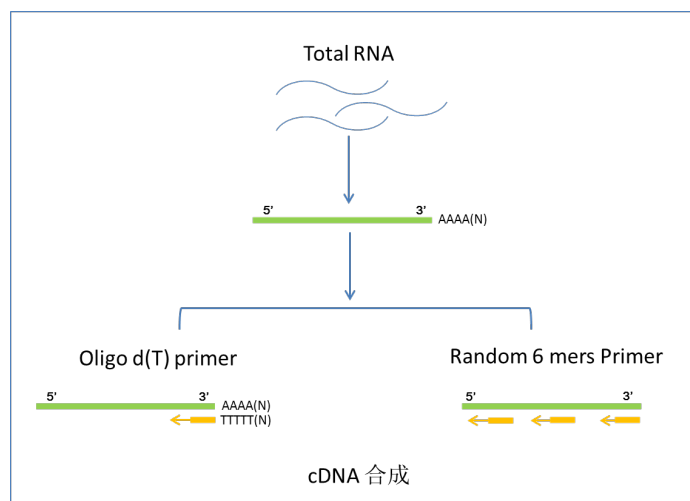 Total RNA
5' 3'
AAAA(N)
Oligo d(T) primer
Random 6 mers Primer
5' 3'
AAAA(N)
TTTTT(N)
5' 3'
cDNA 合成